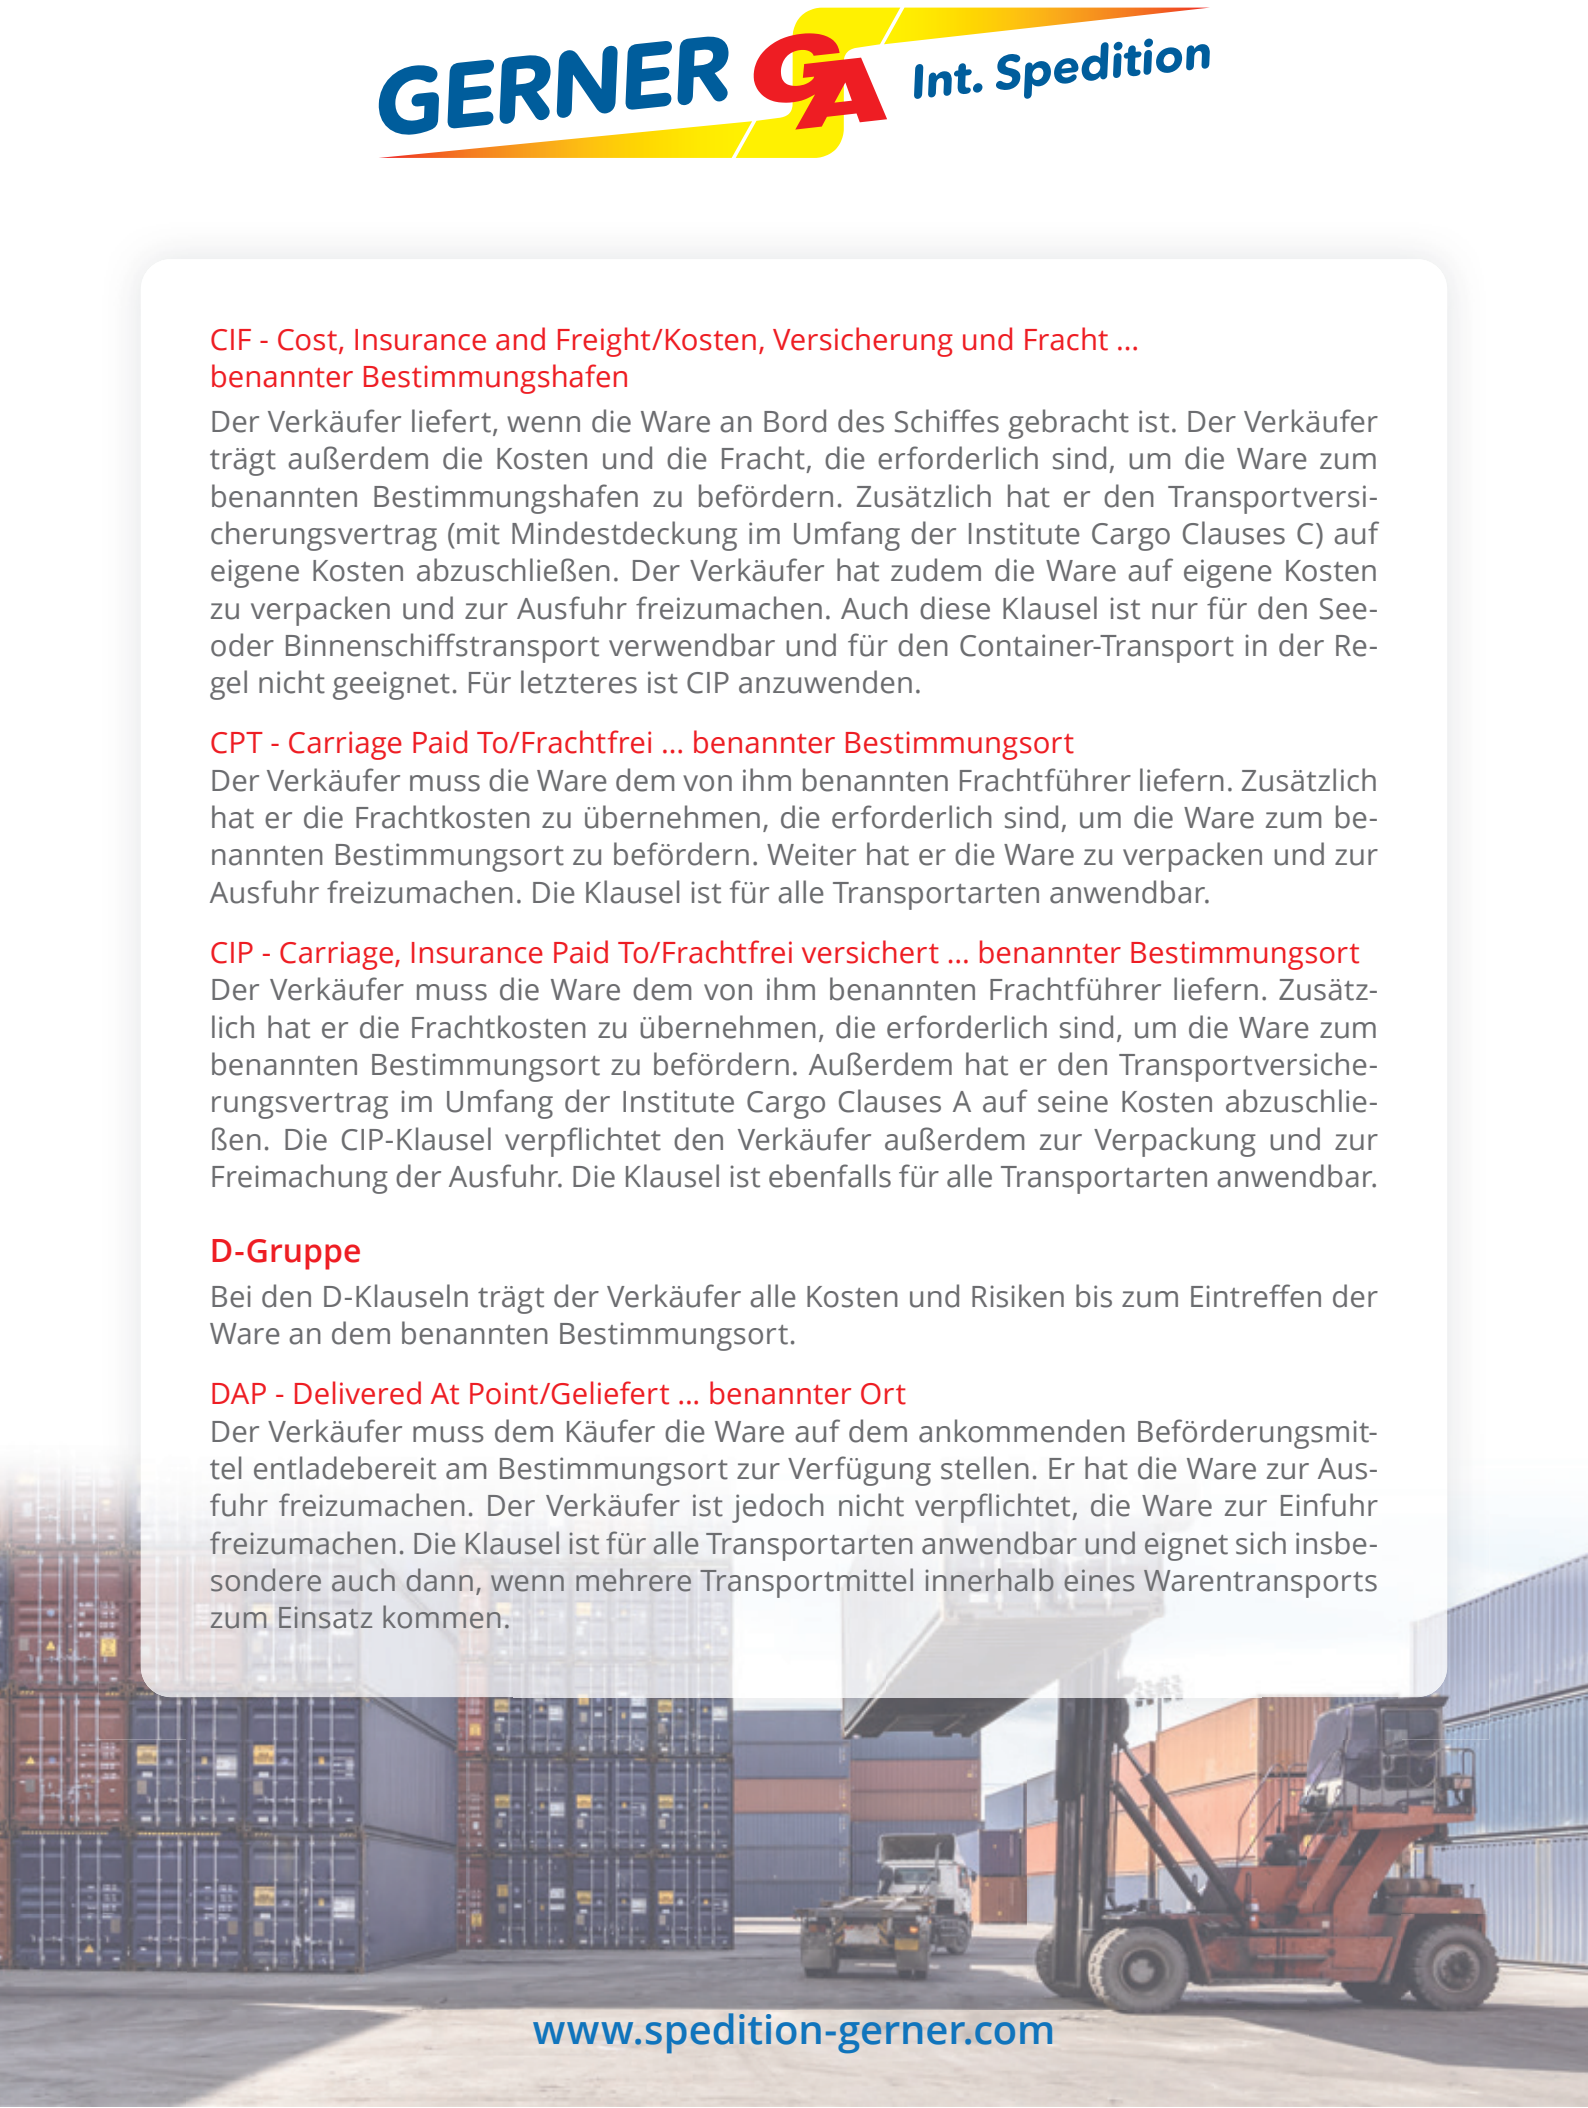 GERNER GA Int. Spedition
CIF - Cost, Insurance and Freight/Kosten, Versicherung und Fracht ...
benannter Bestimmungshafen
Der Verkäufer liefert, wenn die Ware an Bord des Schiffes gebracht ist. Der Verkäufer
trägt außerdem die Kosten und die Fracht, die erforderlich sind, um die Ware zum
benannten Bestimmungshafen zu befördern. Zusätzlich hat er den Transportversi-
cherungsvertrag (mit Mindestdeckung im Umfang der Institute Cargo Clauses C) auf
eigene Kosten abzuschließen. Der Verkäufer hat zudem die Ware auf eigene Kosten
zu verpacken und zur Ausfuhr freizumachen. Auch diese Klausel ist nur für den See-
oder Binnenschiffstransport verwendbar und für den Container-Transport in der Re-
gel nicht geeignet. Für letzteres ist CIP anzuwenden.
CPT - Carriage Paid To/Frachtfrei ... benannter Bestimmungsort
Der Verkäufer muss die Ware dem von ihm benannten Frachtführer liefern. Zusätzlich
hat er die Frachtkosten zu übernehmen, die erforderlich sind, um die Ware zum be-
nannten Bestimmungsort zu befördern. Weiter hat er die Ware zu verpacken und zur
Ausfuhr freizumachen. Die Klausel ist für alle Transportarten anwendbar.
CIP - Carriage, Insurance Paid To/Frachtfrei versichert ... benannter Bestimmungsort
Der Verkäufer muss die Ware dem von ihm benannten Frachtführer liefern. Zusätz-
lich hat er die Frachtkosten zu übernehmen, die erforderlich sind, um die Ware zum
benannten Bestimmungsort zu befördern. Außerdem hat er den Transportversiche-
rungsvertrag im Umfang der Institute Cargo Clauses A auf seine Kosten abzuschlie-
ßen. Die CIP-Klausel verpflichtet den Verkäufer außerdem zur Verpackung und zur
Freimachung der Ausfuhr. Die Klausel ist ebenfalls für alle Transportarten anwendbar.
D-Gruppe
Bei den D-Klauseln trägt der Verkäufer alle Kosten und Risiken bis zum Eintreffen der
Ware an dem benannten Bestimmungsort.
DAP - Delivered At Point/Geliefert ... benannter Ort
Der Verkäufer muss dem Käufer die Ware auf dem ankommenden Beförderungsmit-
tel entladebereit am Bestimmungsort zur Verfügung stellen. Er hat die Ware zur Aus-
fuhr freizumachen. Der Verkäufer ist jedoch nicht verpflichtet, die Ware zur Einfuhr
freizumachen. Die Klausel ist für alle Transportarten anwendbar und eignet sich insbe-
sondere auch dann, wenn mehrere Transportmittel innerhalb eines Warentransports
zum Einsatz kommen.
www.spedition-gerner.com